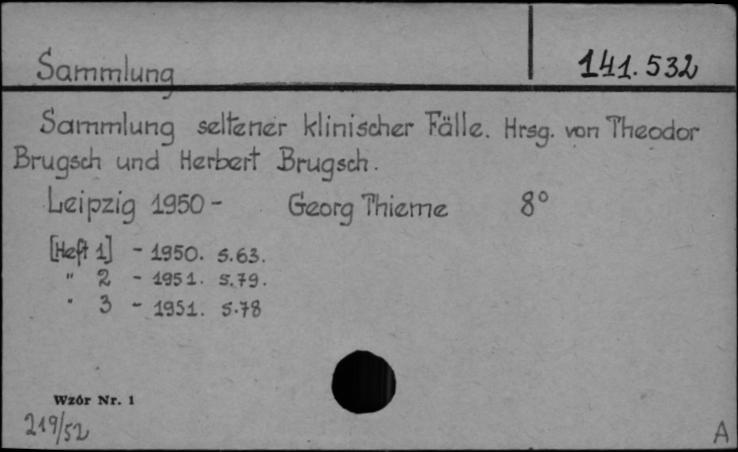 Sammlung 141.532
Sammlung seltener klinischer Fälle. Hrsg. von Theodor
Brugsch und Herbert Brugsch.
Leipzig 1950- Georg Thieme 8°
[Heft 1] - 1950. S.63.
" 2 - 1951. S.79.
" 3 - 1951. S.78
Wzór Nr. 1
219/52 A